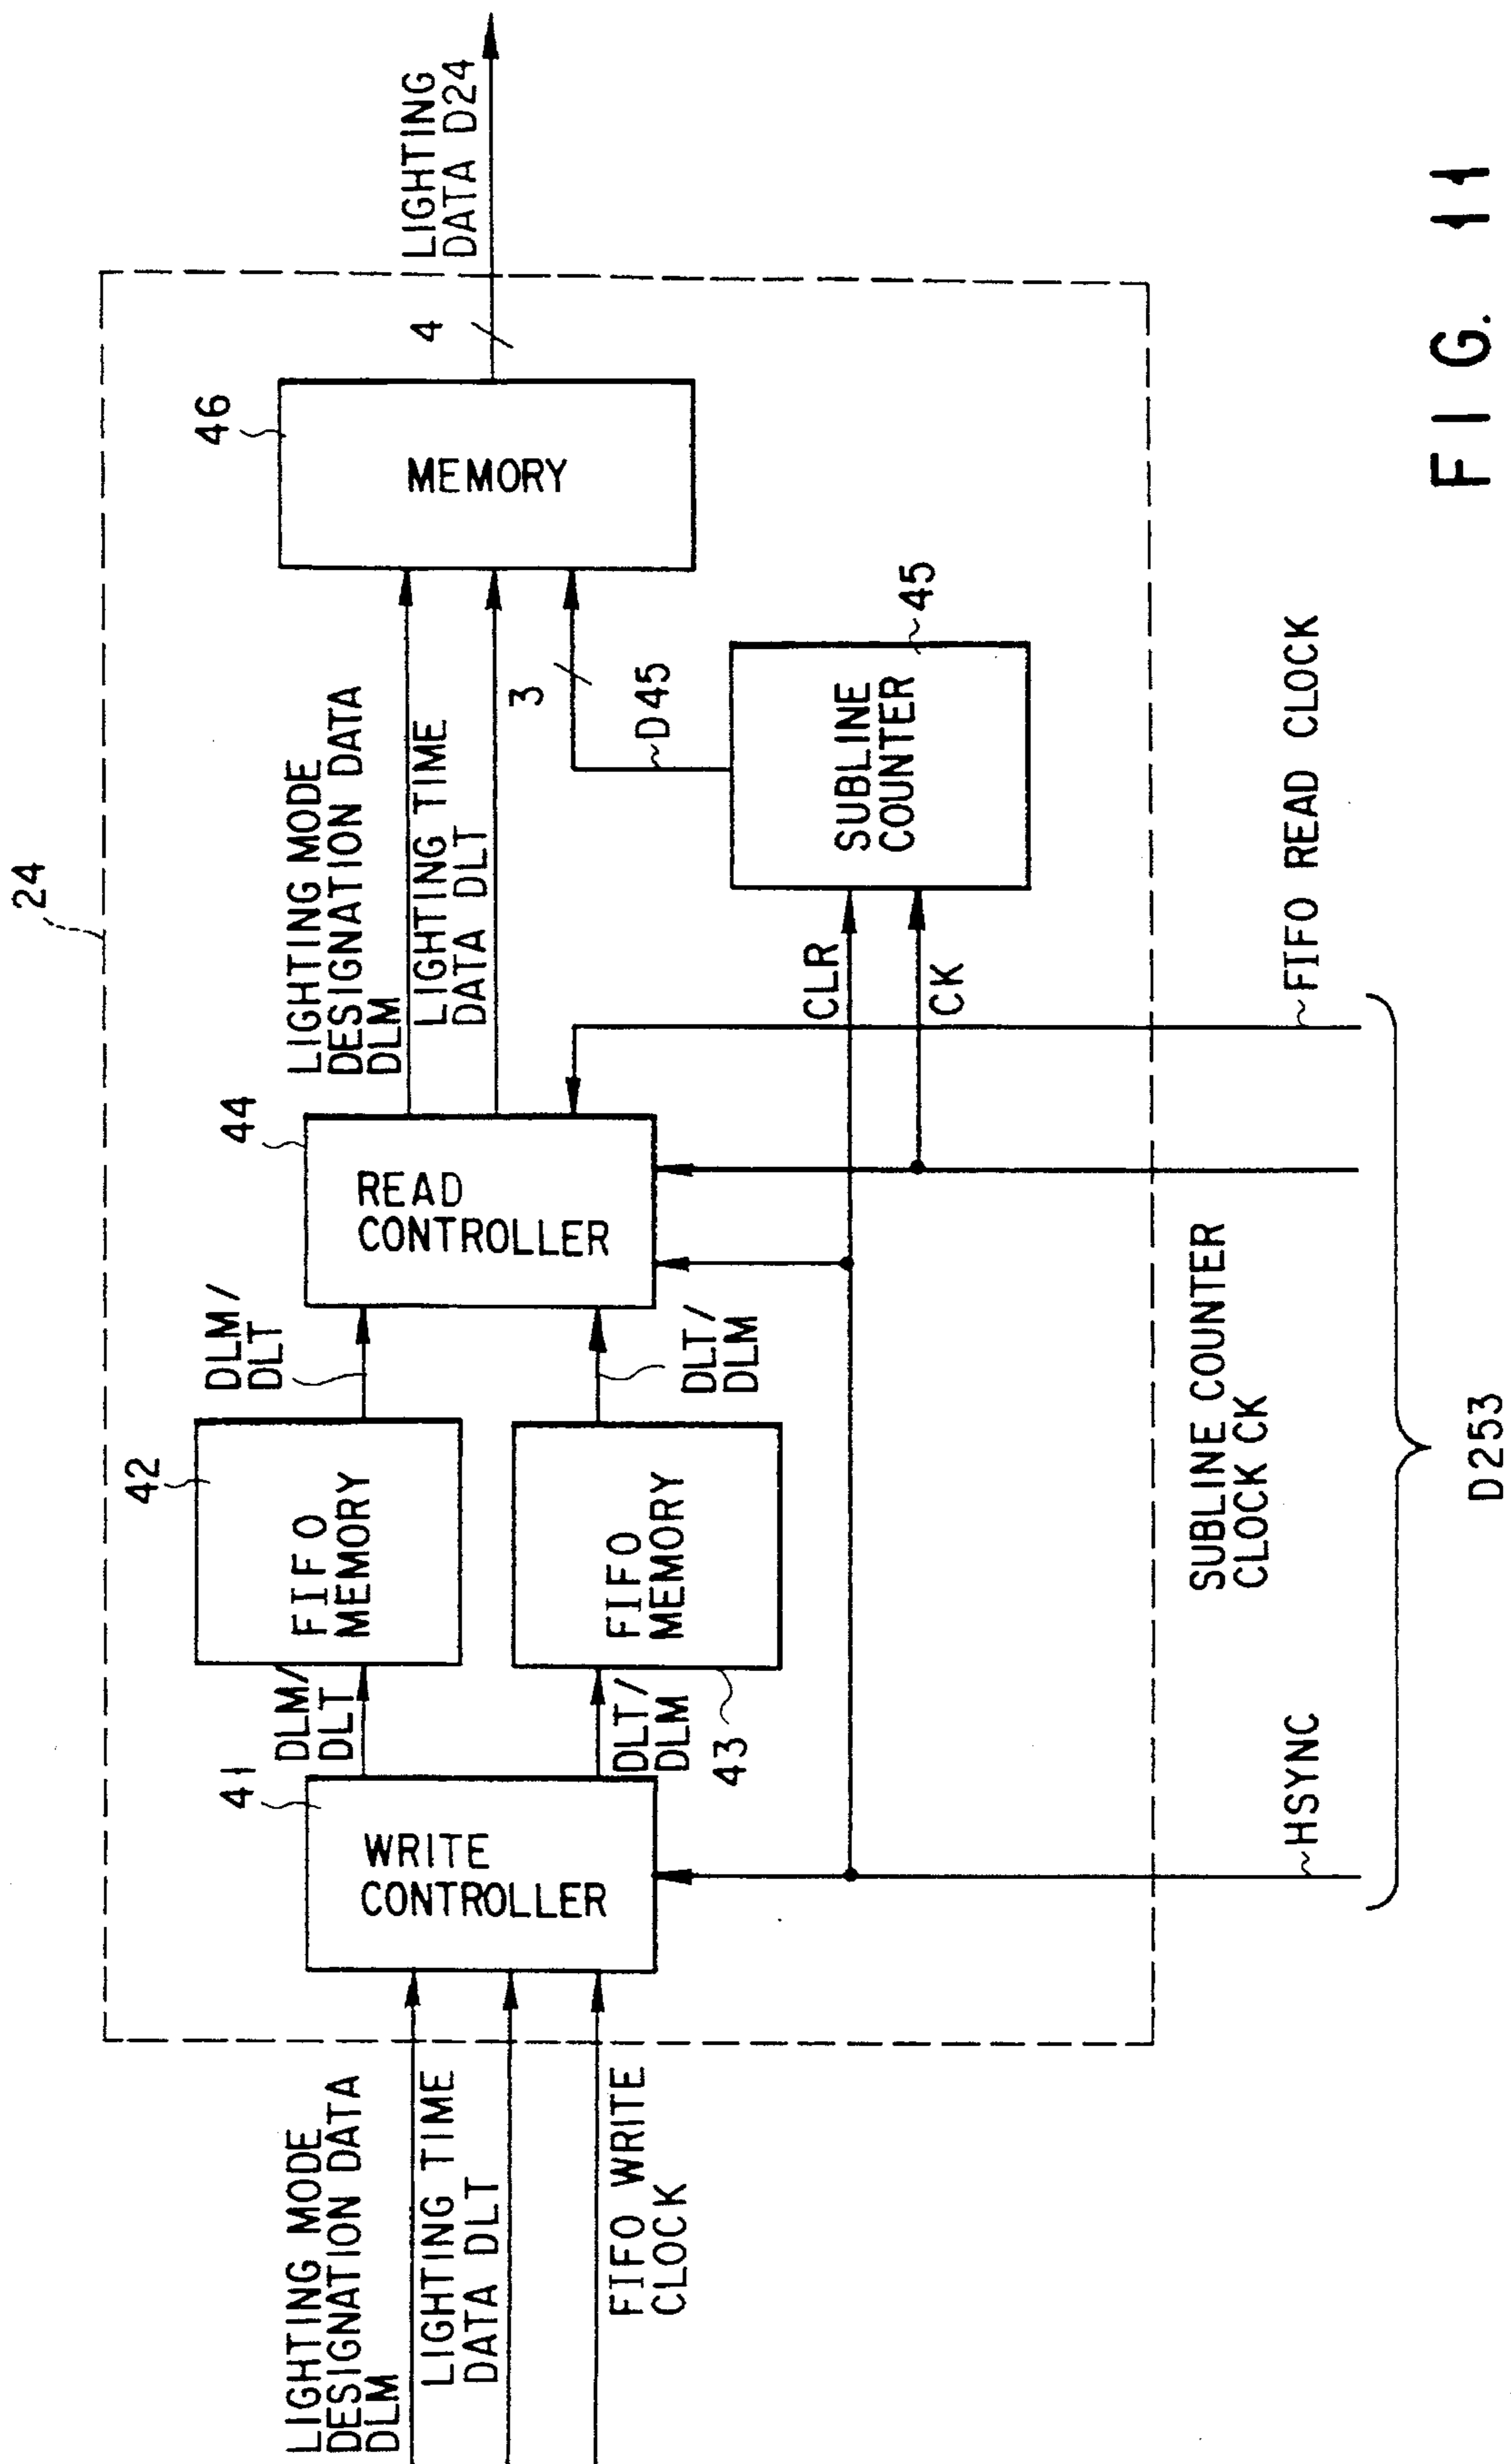 24
LIGHTING MODE
DESIGNATION DATA
DLM
LIGHTING TIME
DATA DLT
FIFO WRITE
CLOCK
41
WRITE
CONTROLLER
DLM/
DLT
DLT/
DLM
42
FIFO
MEMORY
43
FIFO
MEMORY
DLM/
DLT
DLT/
DLM
44
READ
CONTROLLER
LIGHTING MODE
DESIGNATION DATA
DLM
LIGHTING TIME
DATA DLT
3
D45
CLR
CK
45
SUBLINE
COUNTER
46
MEMORY
4
LIGHTING
DATA D24
HSYNC
SUBLINE COUNTER
CLOCK CK
FIFO READ CLOCK
D253
FIG. 11